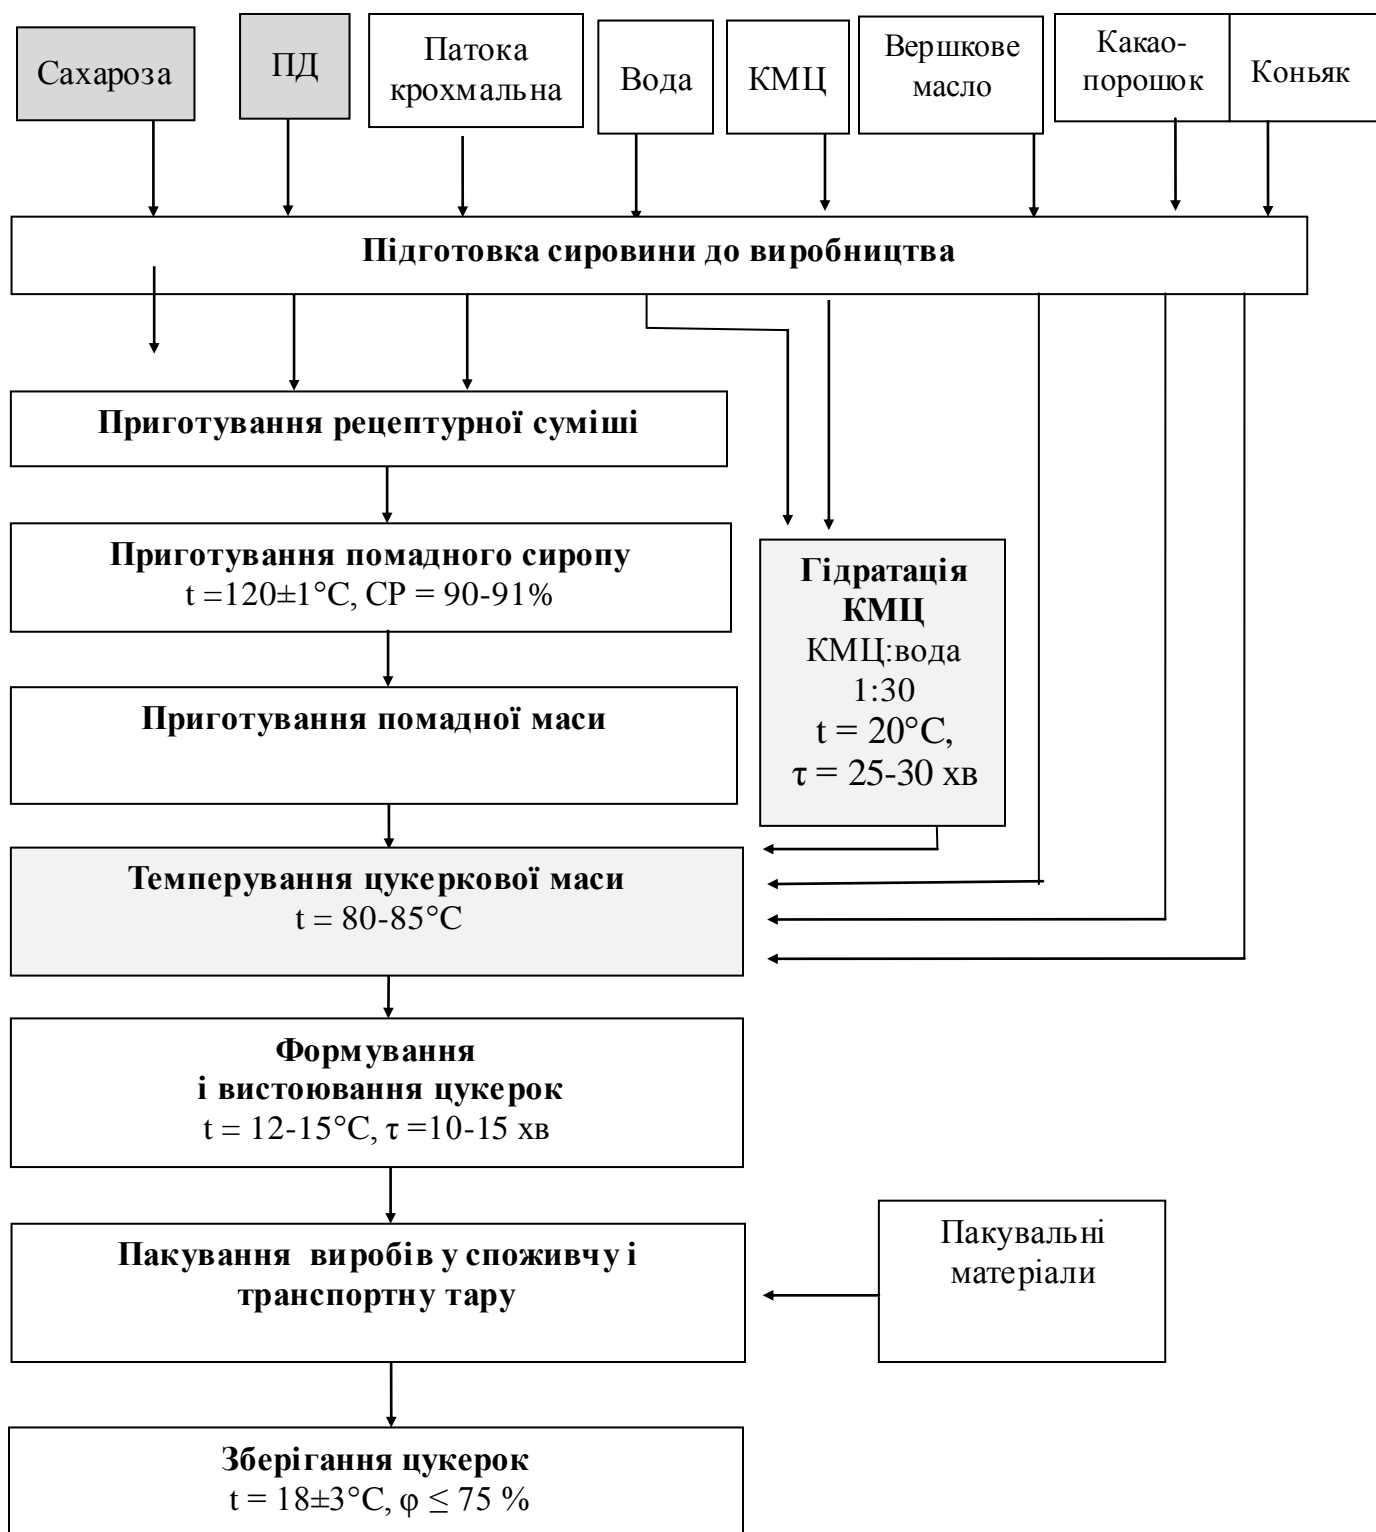 Сахароза
ПД
Патока
крохмальна
Вода
КМЦ
Вершкове
масло
Какао-
порошок
Коньяк
Підготовка сировини до виробництва
Приготування рецептурної суміші
Приготування помадного сиропу
t =120±1°С, СР = 90-91%
Гідратація
КМЦ
КМЦ:вода
1:30
t = 20°С,
τ = 25-30 хв
Приготування помадної маси
Темперування цукеркової маси
t = 80-85°С
Формування
і вистоювання цукерок
t = 12-15°С, τ =10-15 хв
Пакування виробів у споживчу і
транспортну тару
Пакувальні
матеріали
Зберігання цукерок
t = 18±3°С, φ ≤ 75 %